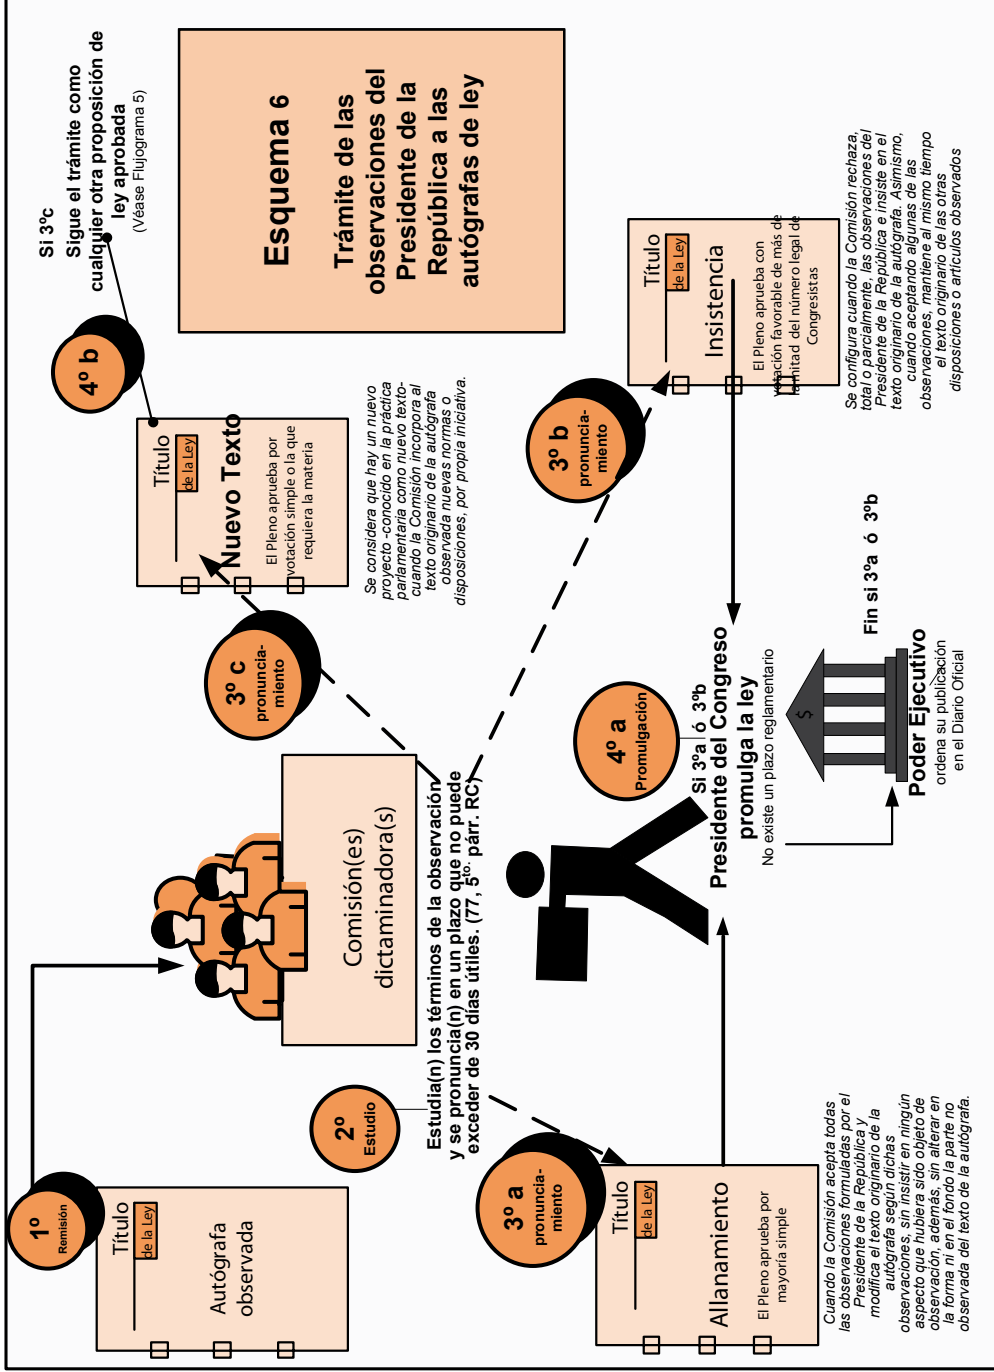 Esquema 6
Trámite de las
observaciones del
Presidente de la
República a las
autógrafas de ley
1º
Remisión
Título
de la Ley
Autógrafa
observada
Comisión(es)
dictaminadora(s)
2º
Estudio
Estudia(n) los términos de la observación
y se pronuncia(n) en un plazo que no puede
exceder de 30 días útiles. (77, 5to. párr. RC)
3º a
pronuncia-
miento
Título
de la Ley
Allanamiento
El Pleno aprueba por
mayoría simple
Cuando la Comisión acepta todas
las observaciones formuladas por el
Presidente de la República y
modifica el texto originario de la
autógrafa según dichas
observaciones, sin insistir en ningún
aspecto que hubiera sido objeto de
observación, además, sin alterar en
la forma ni en el fondo la parte no
observada del texto de la autógrafa.
3º b
pronuncia-
miento
Título
de la Ley
Insistencia
El Pleno aprueba con
votación favorable de más de
la mitad del número legal de
Congresistas
Se configura cuando la Comisión rechaza,
total o parcialmente, las observaciones del
Presidente de la República e insiste en el
texto originario de la autógrafa. Asimismo,
cuando aceptando algunas de las
observaciones, mantiene al mismo tiempo
el texto originario de las otras
disposiciones o artículos observados
3º c
pronuncia-
miento
Título
de la Ley
Nuevo Texto
El Pleno aprueba por
votación simple o la que
requiera la materia
Se considera que hay un nuevo
proyecto -conocido en la práctica
parlamentaria como nuevo texto-
cuando la Comisión incorpora al
texto originario de la autógrafa
observada nuevas normas o
disposiciones, por propia iniciativa.
4º a
Promulgación
Si 3ºa ó 3ºb
Presidente del Congreso
promulga la ley
No existe un plazo reglamentario
$
Poder Ejecutivo
ordena su publicación
en el Diario Oficial
Fin si 3ºa ó 3ºb
4º b
Si 3ºc
Sigue el trámite como
cualquier otra proposición de
ley aprobada
(Véase Flujograma 5)